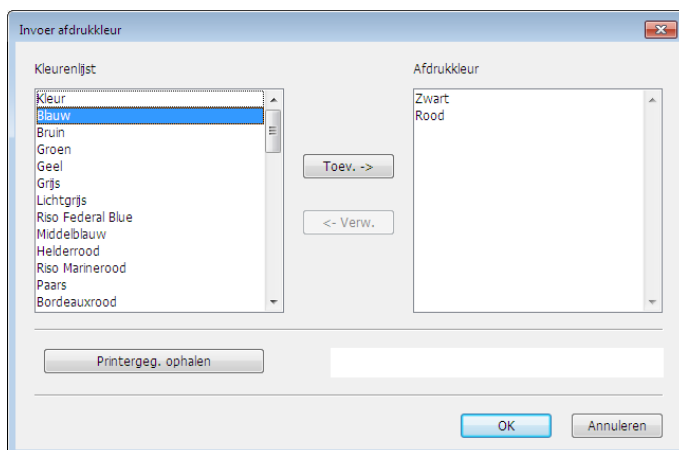 Invoer afdrukkleur
Kleurenlijst
Afdrukkleur
Kleur
Blauw
Bruin
Groen
Geel
Grijs
Lichtgrijs
Riso Federal Blue
Middelblauw
Helderrood
Riso Marinerood
Paars
Bordeauxrood
Toev. ->
<- Verw.
Zwart
Rood
Printergeg. ophalen
OK
Annuleren